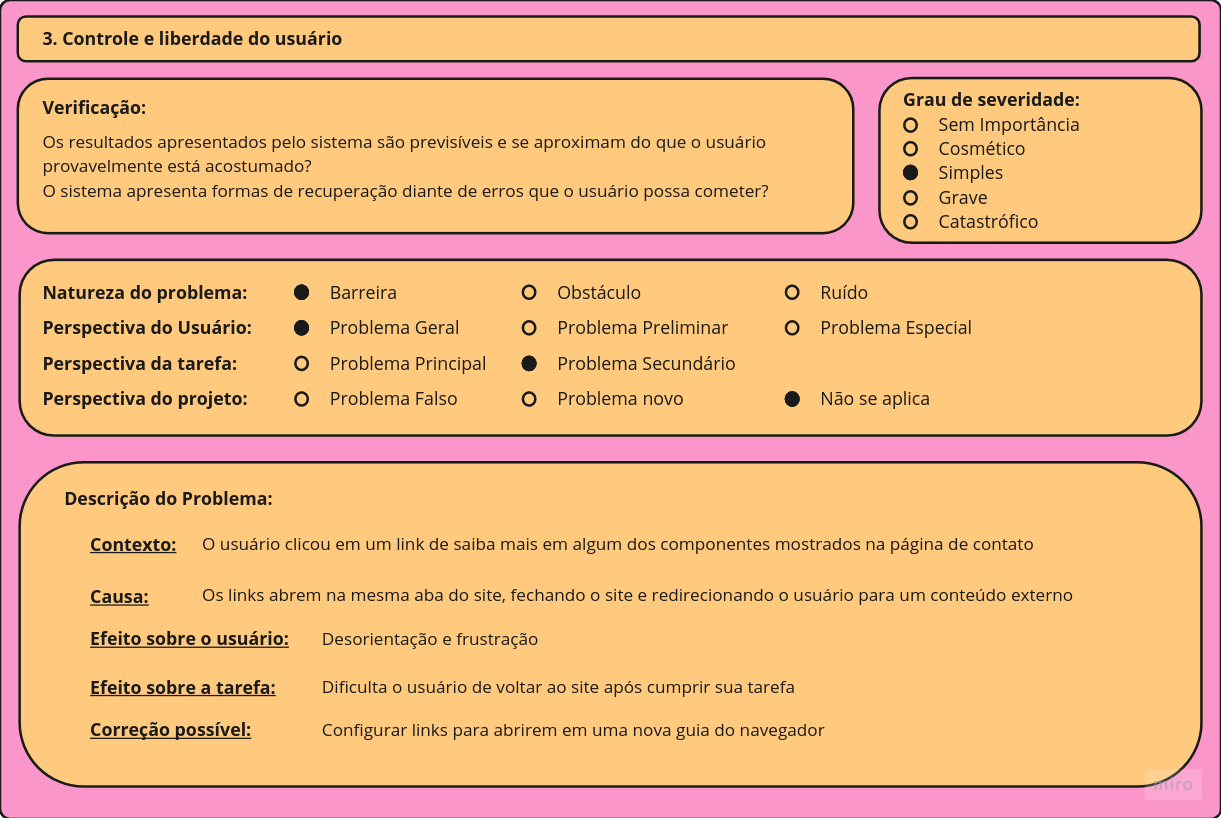 3. Controle e liberdade do usuário
Verificação:
Os resultados apresentados pelo sistema são previsíveis e se aproximam do que o usuário
provavelmente está acostumado?
O sistema apresenta formas de recuperação diante de erros que o usuário possa cometer?
Grau de severidade:
Sem Importância
Cosmético
Simples
Grave
Catastrófico
Natureza do problema: Barreira Obstáculo Ruído
Perspectiva do Usuário: Problema Geral Problema Preliminar Problema Especial
Perspectiva da tarefa: Problema Principal Problema Secundário
Perspectiva do projeto: Problema Falso Problema novo Não se aplica
Descrição do Problema:
Contexto: O usuário clicou em um link de saiba mais em algum dos componentes mostrados na página de contato
Causa: Os links abrem na mesma aba do site, fechando o site e redirecionando o usuário para um conteúdo externo
Efeito sobre o usuário: Desorientação e frustração
Efeito sobre a tarefa: Dificulta o usuário de voltar ao site após cumprir sua tarefa
Correção possível: Configurar links para abrirem em uma nova guia do navegador
miro